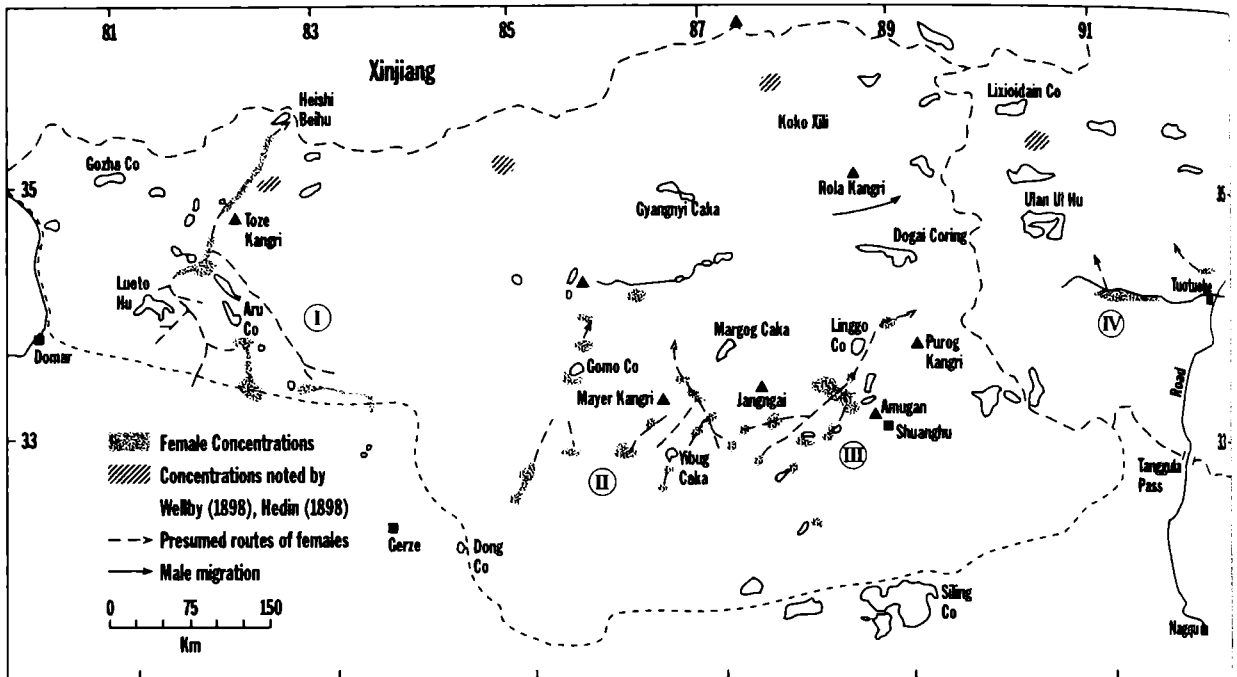 81
83
85
87
89
91
Xinjiang
Heishi
Beihu
Lixioidain Co
Koko Xili
Gozha Co
35
Toze
Kangri
Gyangnyi Caka
Rola Kangri
35
Ulan Ul Hu
Dogai Coring
Lueto
Hu
Aru
Co
I
Margog Caka
Linggo
Co
Purog
Kangri
IV
Domar
Gomo Co
Mayer Kangri
Jangngai
Amugan
Shuanghu
Road
33
Female Concentrations
II
Yibug
Caka
III
33
Tanggula
Pass
Concentrations noted by
Wellby (1898), Hedin (1898)
Presumed routes of females
Gerze
Dong
Co
Male migration
0 75 150
Km
Siling
Co